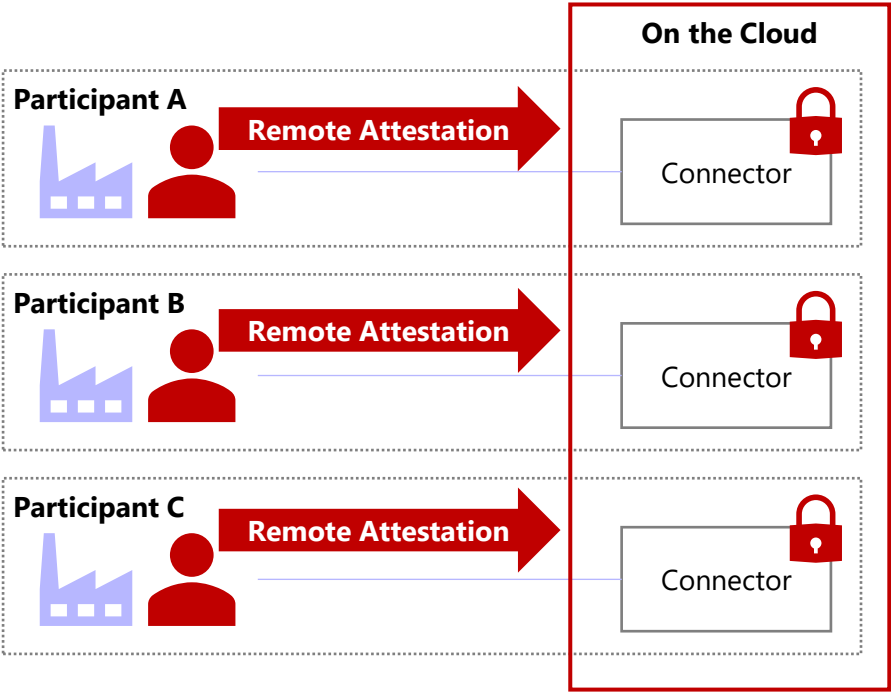 On the Cloud
Participant A
Remote Attestation
Connector
Participant B
Remote Attestation
Connector
Participant C
Remote Attestation
Connector